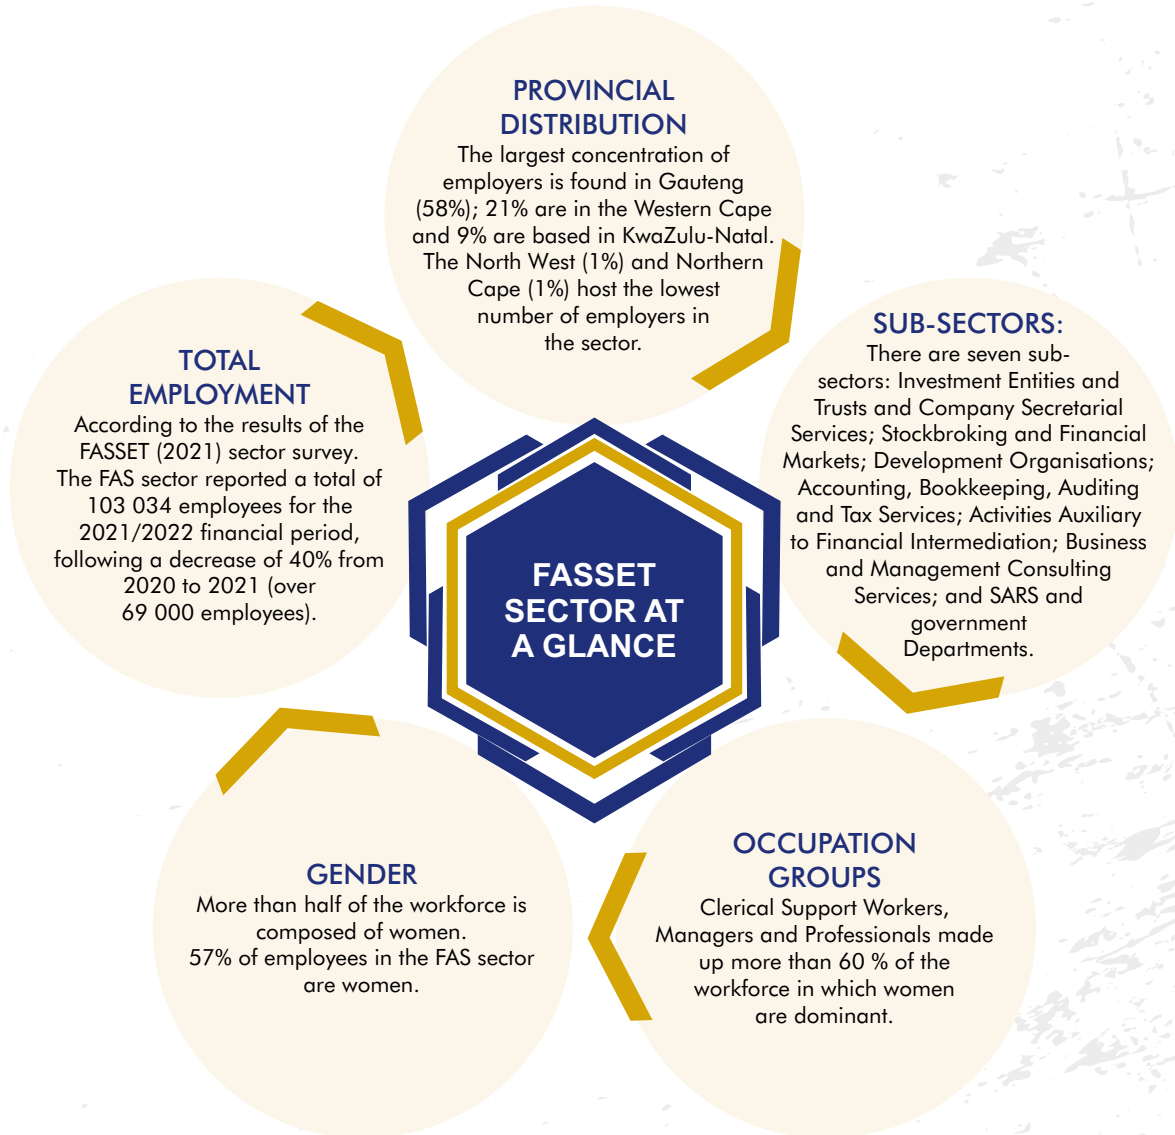 PROVINCIAL
DISTRIBUTION
The largest concentration of
employers is found in Gauteng
(58%); 21% are in the Western Cape
and 9% are based in KwaZulu-Natal.
The North West (1%) and Northern
Cape (1%) host the lowest
number of employers in
the sector.
SUB-SECTORS:
There are seven sub-
sectors: Investment Entities and
Trusts and Company Secretarial
Services; Stockbroking and Financial
Markets; Development Organisations;
Accounting, Bookkeeping, Auditing
and Tax Services; Activities Auxiliary
to Financial Intermediation; Business
and Management Consulting
Services; and SARS and
government
Departments.
OCCUPATION
GROUPS
Clerical Support Workers,
Managers and Professionals made
up more than 60 % of the
workforce in which women
are dominant.
GENDER
More than half of the workforce is
composed of women.
57% of employees in the FAS sector
are women.
TOTAL
EMPLOYMENT
According to the results of the
FASSET (2021) sector survey.
The FAS sector reported a total of
103 034 employees for the
2021/2022 financial period,
following a decrease of 40% from
2020 to 2021 (over
69 000 employees).
FASSET
SECTOR AT
A GLANCE